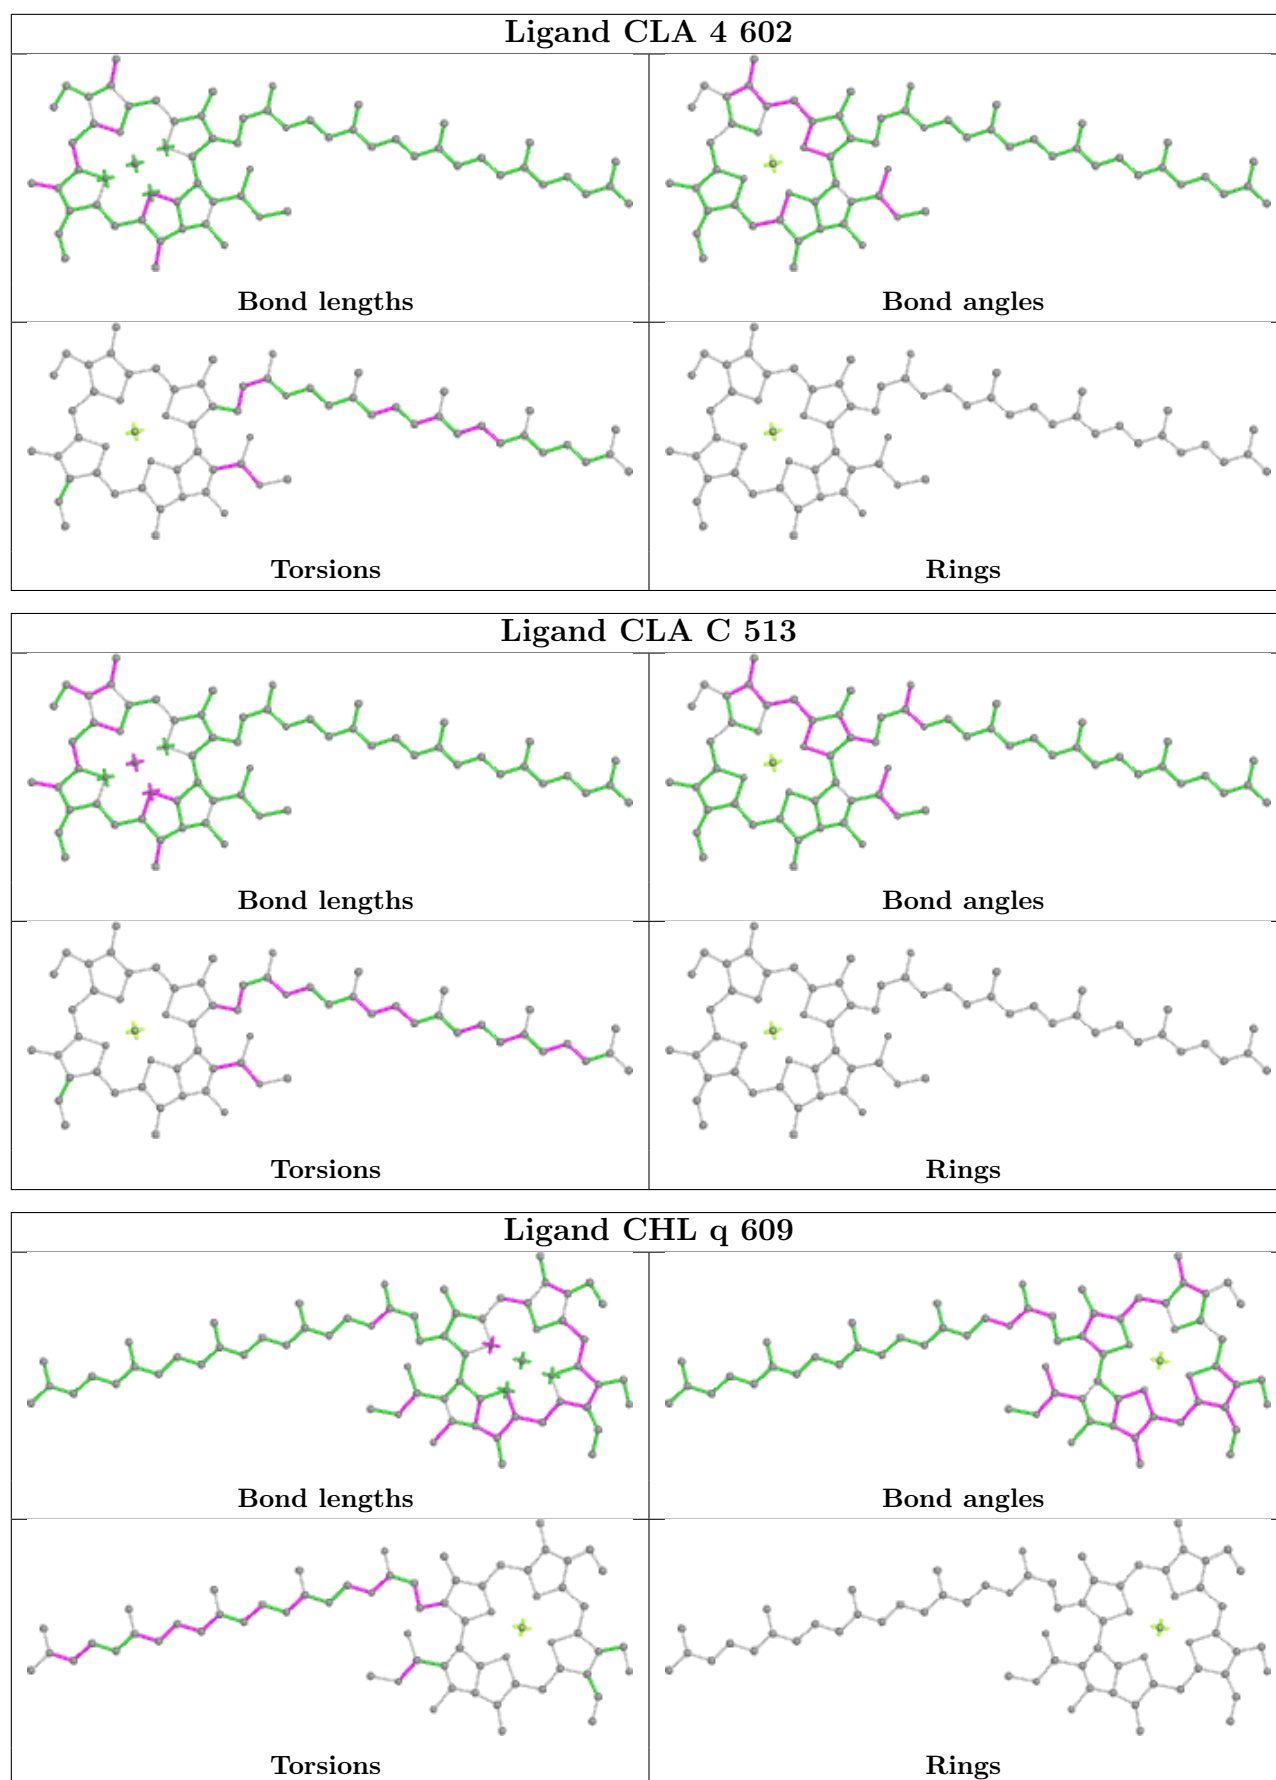 Ligand CLA 4 602
Bond lengths
Bond angles
Torsions
Rings
Ligand CLA C 513
Bond lengths
Bond angles
Torsions
Rings
Ligand CHL q 609
Bond lengths
Bond angles
Torsions
Rings